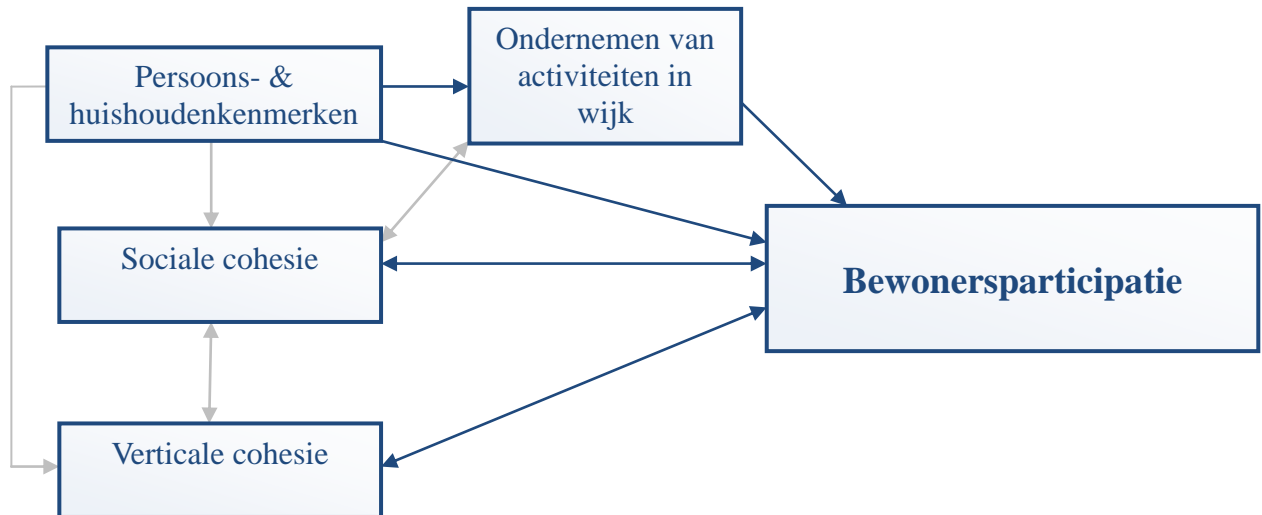 Ondernemen van
activiteiten in
wijk
Persoons- &
huishoudenkenmerken
Sociale cohesie
Bewonersparticipatie
Verticale cohesie